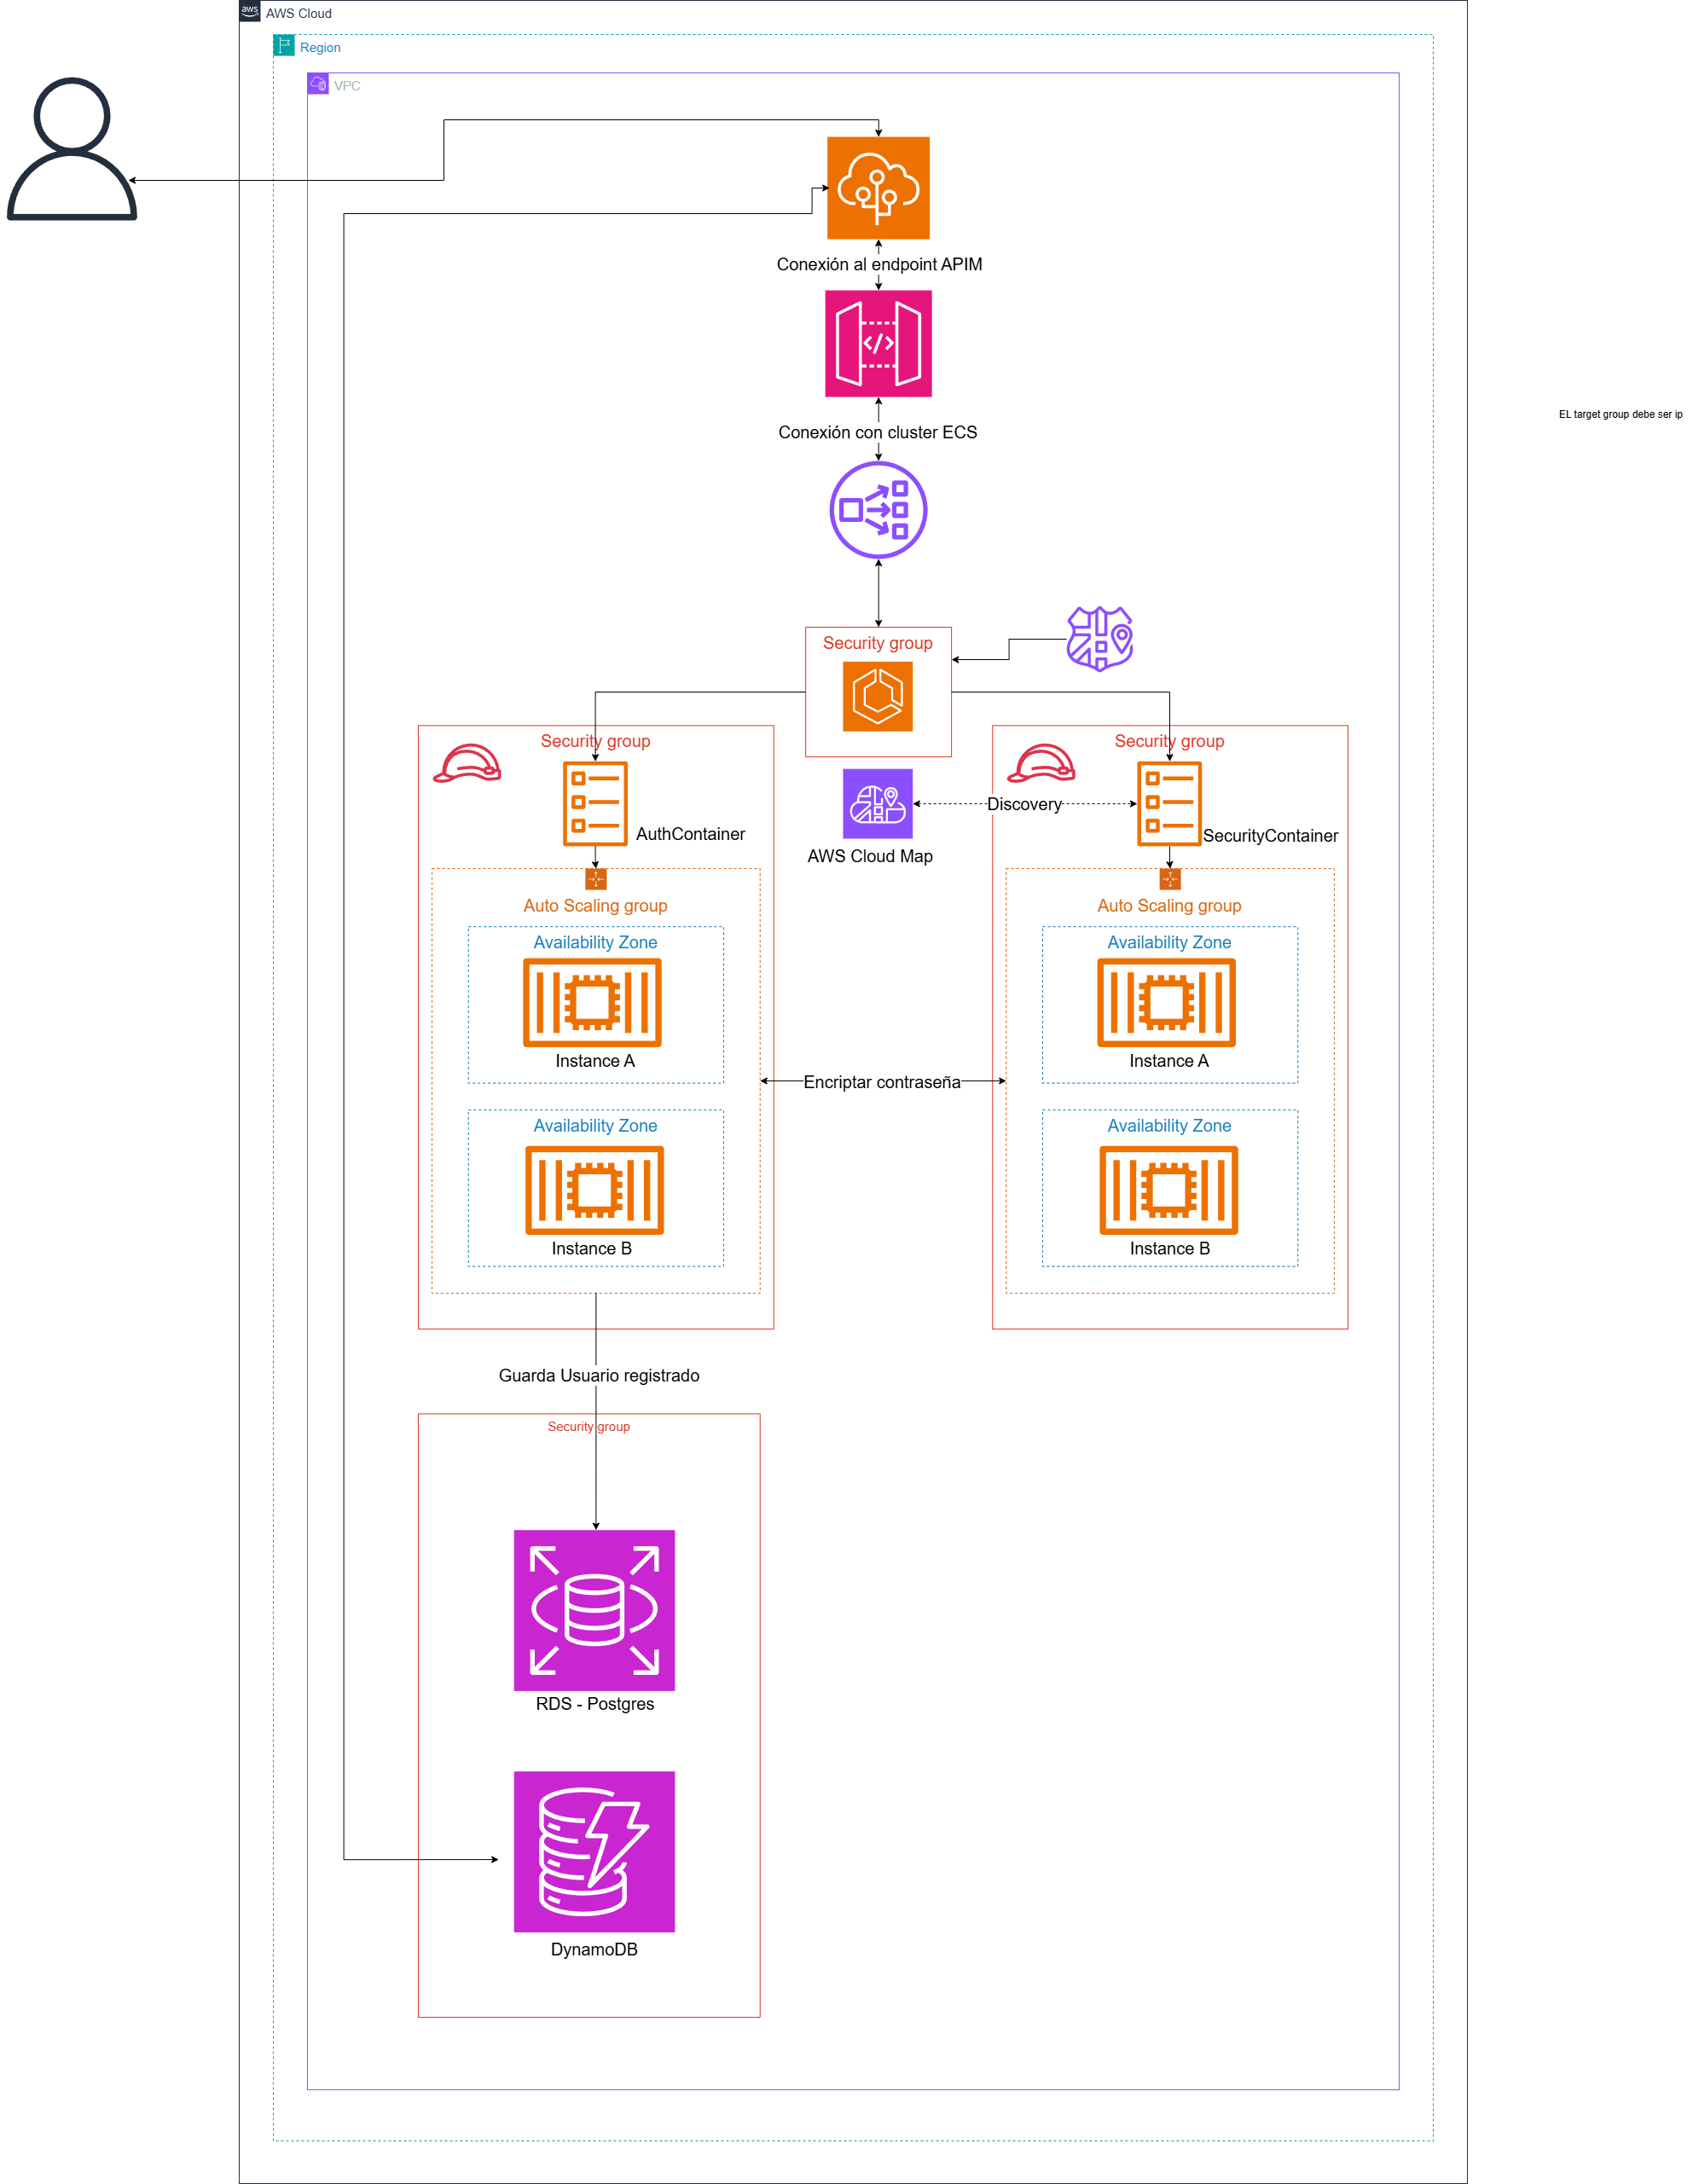 aws
AWS Cloud
Region
VPC
Conexión al endpoint APIM
</>
Conexión con cluster ECS
EL target group debe ser ip
Security group
Security group
Security group
Discovery
AuthContainer
SecurityContainer
AWS Cloud Map
Auto Scaling group
Auto Scaling group
Availability Zone
Availability Zone
Instance A
Instance A
Encriptar contraseña
Availability Zone
Availability Zone
Instance B
Instance B
Guarda Usuario registrado
Security group
RDS - Postgres
DynamoDB